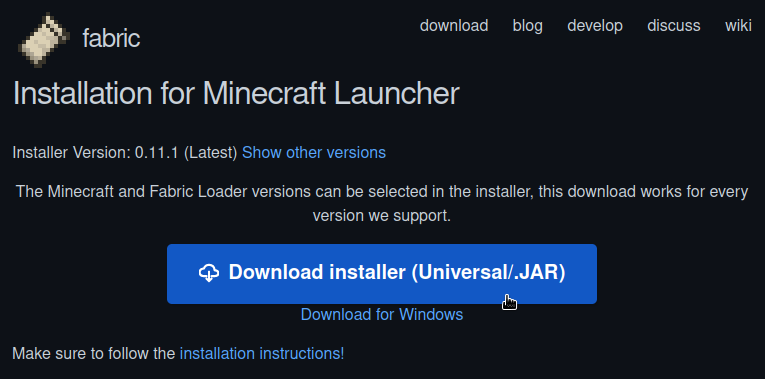 fabric
download blog develop discuss wiki
Installation for Minecraft Launcher
Installer Version: 0.11.1 (Latest) Show other versions
The Minecraft and Fabric Loader versions can be selected in the installer, this download works for every
version we support.
Download installer (Universal/.JAR)
Download for Windows
Make sure to follow the installation instructions!